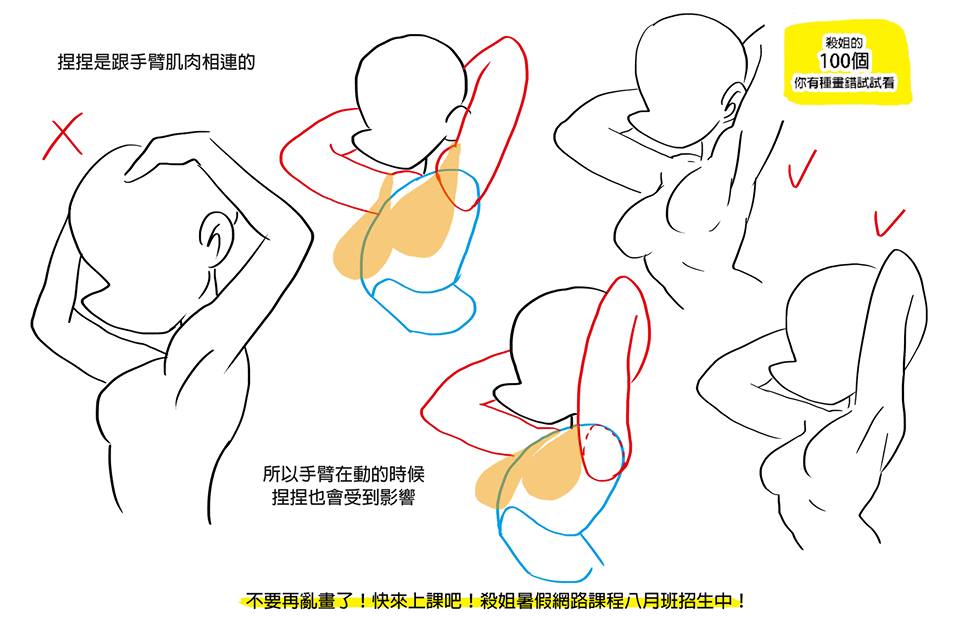 捏捏是跟手臂肌肉相連的
殺姐的
100個
你有種畫錯試試看
所以手臂在動的時候
捏捏也會受到影響
不要再亂畫了！快來上課吧！殺姐暑假網路課程八月班招生中！